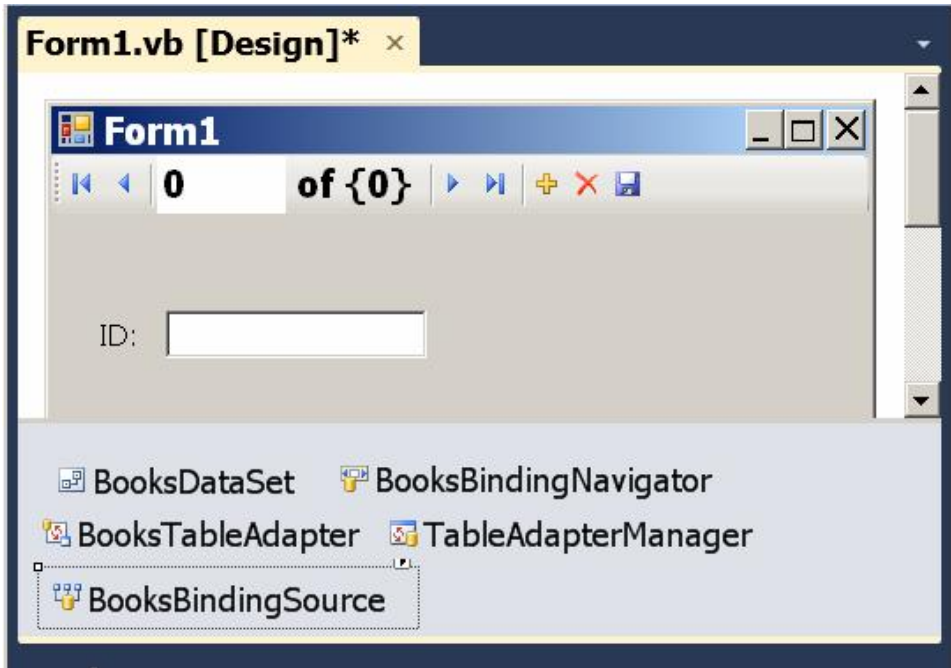 Form1.vb [Design]* ×
Form1
0 of {0}
ID:
BooksDataSet BooksBindingNavigator
BooksTableAdapter TableAdapterManager
BooksBindingSource